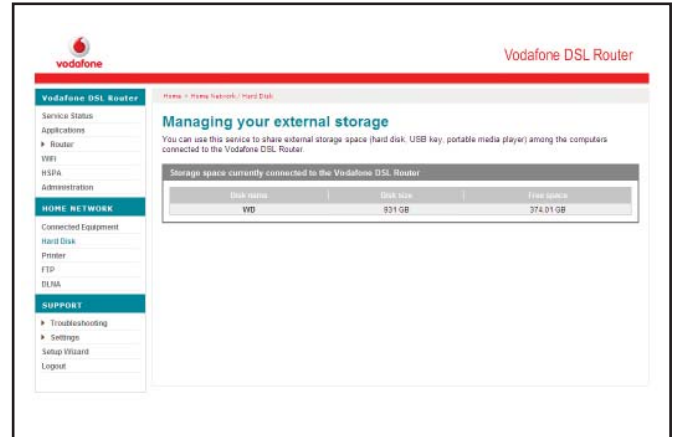 vodafone
Vodafone DSL Router
Vodafone DSL Router
Service Status
Applications
Router
WIFI
HSPA
Administration
HOME NETWORK
Connected Equipment
Hard Disk
Printer
FTP
DLNA
SUPPORT
Troubleshooting
Settings
Setup Wizard
Logout
Home > Home Network / Hard Disk
Managing your external storage
You can use this service to share external storage space (hard disk, USB key, portable media player) among the computers
connected to the Vodafone DSL Router.
Storage space currently connected to the Vodafone DSL Router
Disk name Disk size Free space
WD 931 GB 374.01 GB